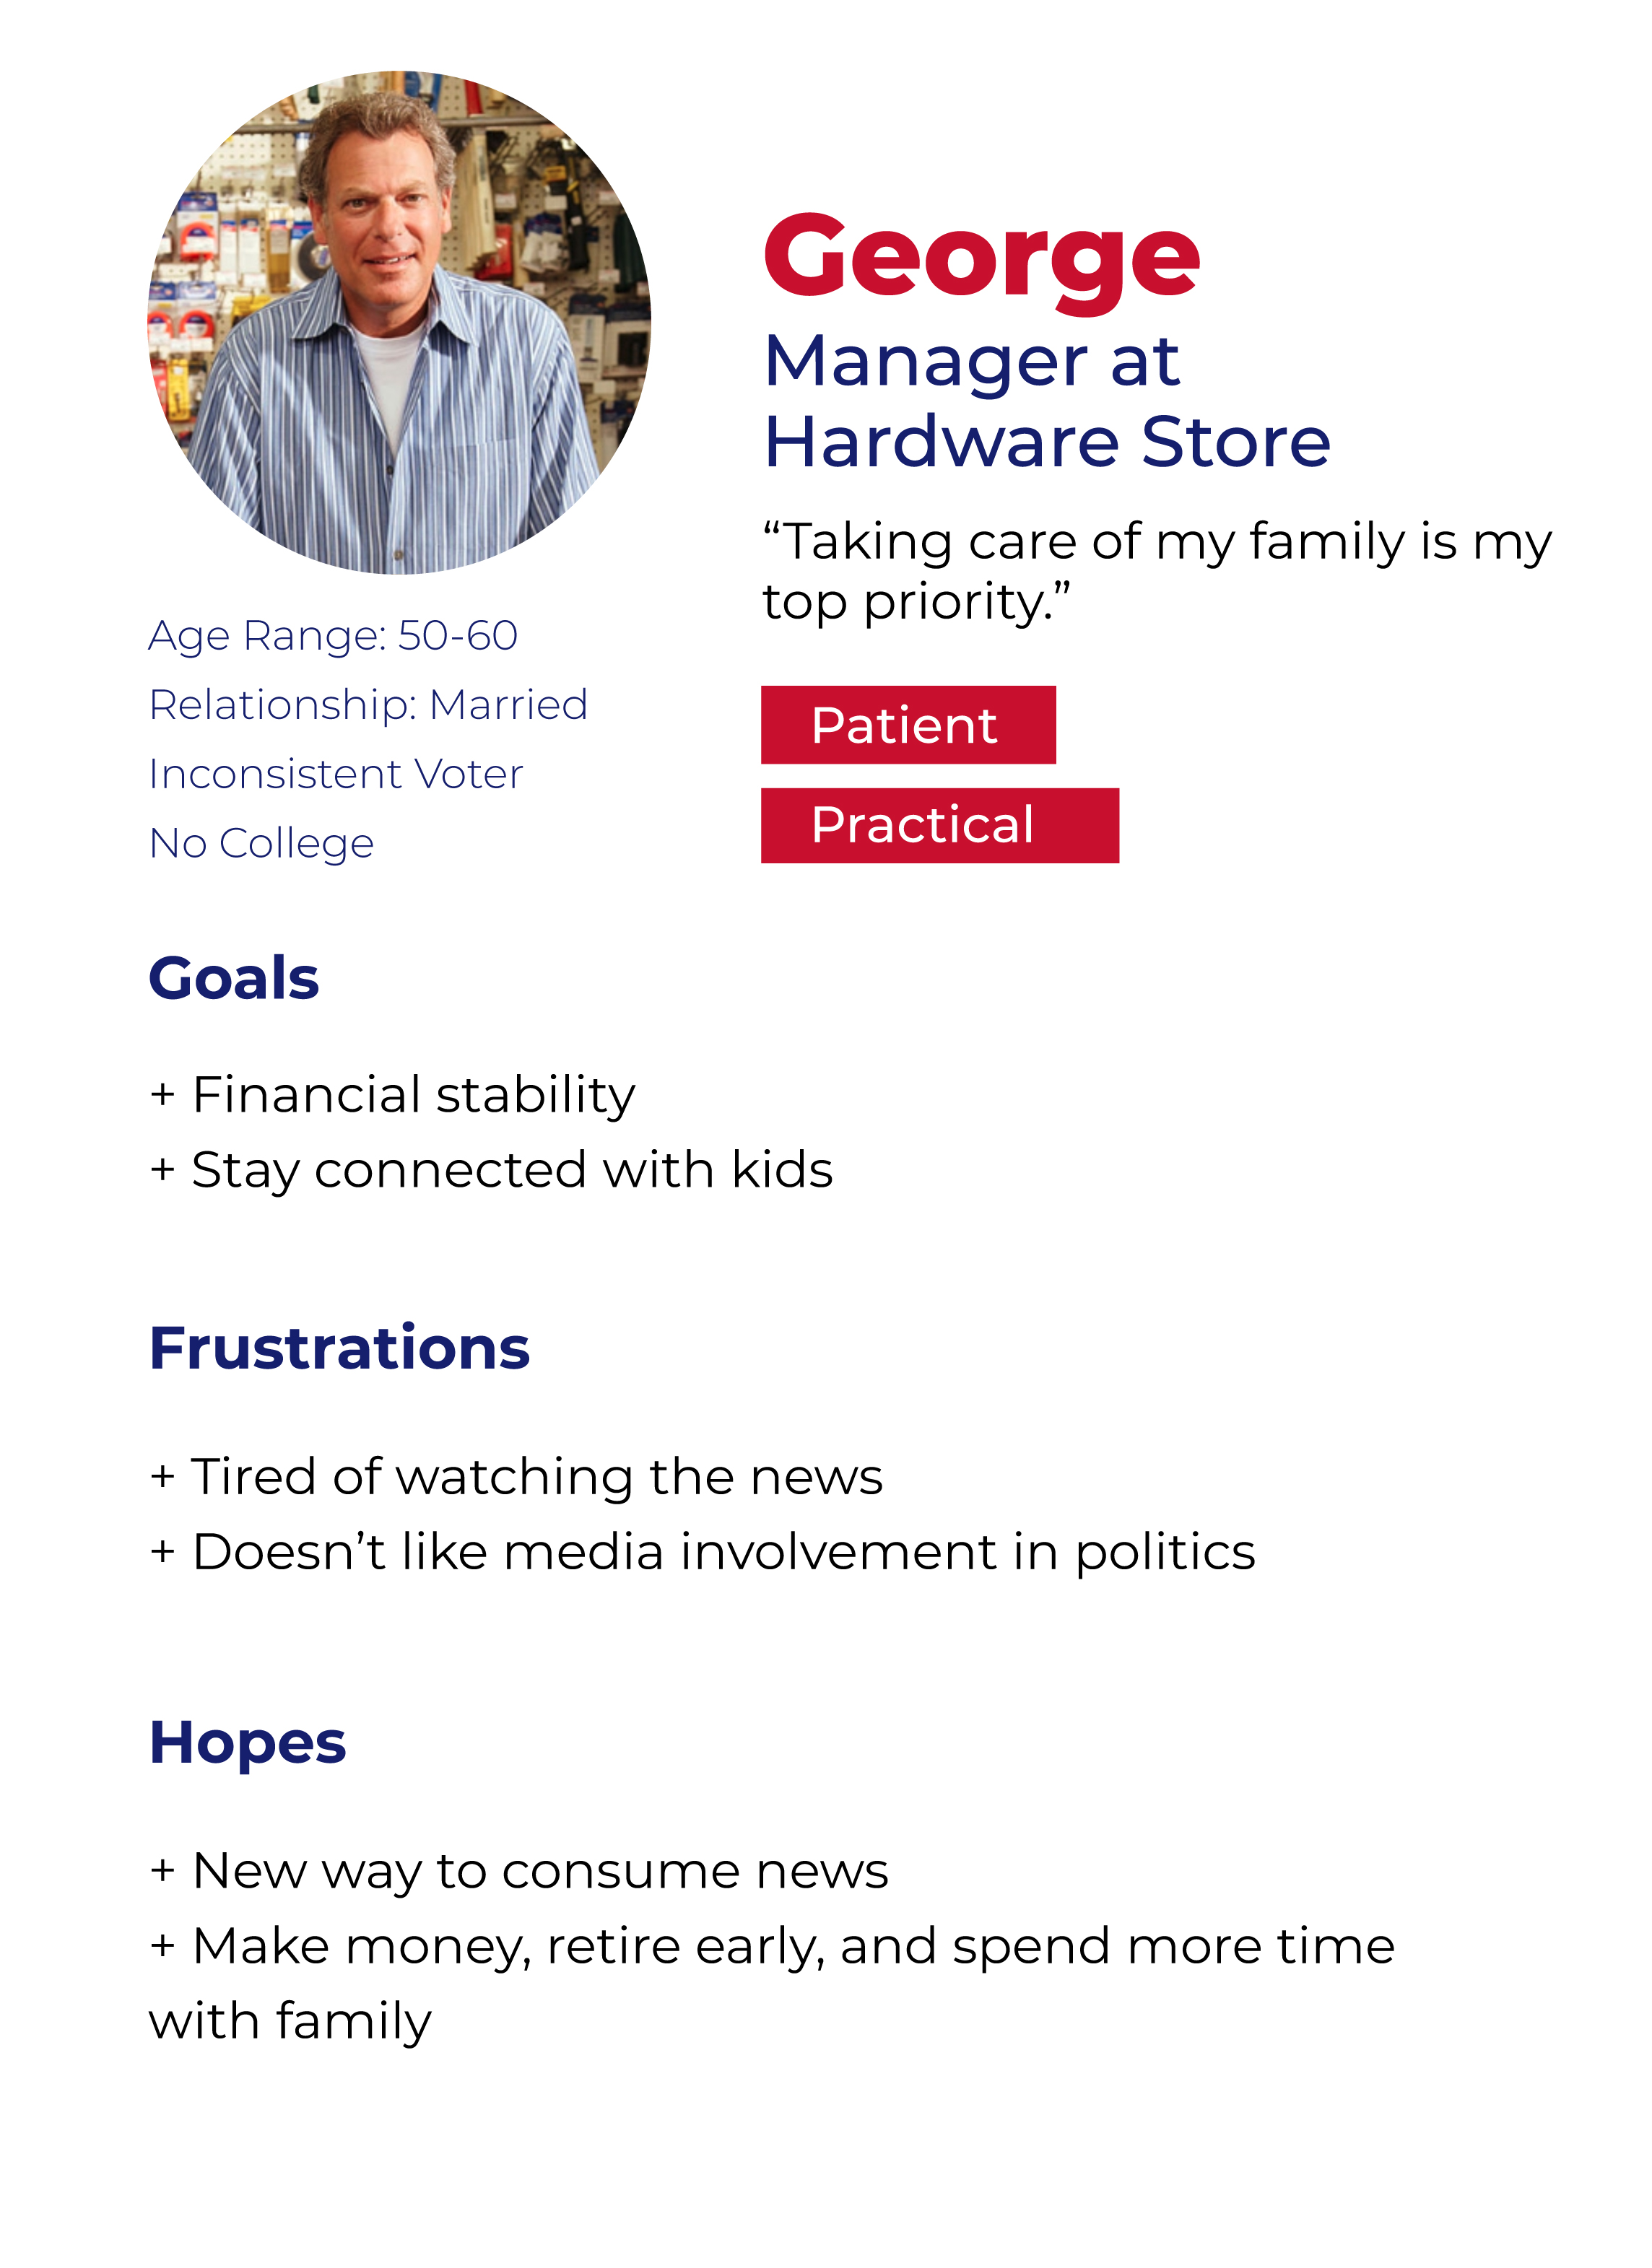 George
Manager at
Hardware Store
“Taking care of my family is my
top priority.”
Patient
Practical
Age Range: 50-60
Relationship: Married
Inconsistent Voter
No College
Goals
+ Financial stability
+ Stay connected with kids
Frustrations
+ Tired of watching the news
+ Doesn’t like media involvement in politics
Hopes
+ New way to consume news
+ Make money, retire early, and spend more time
with family